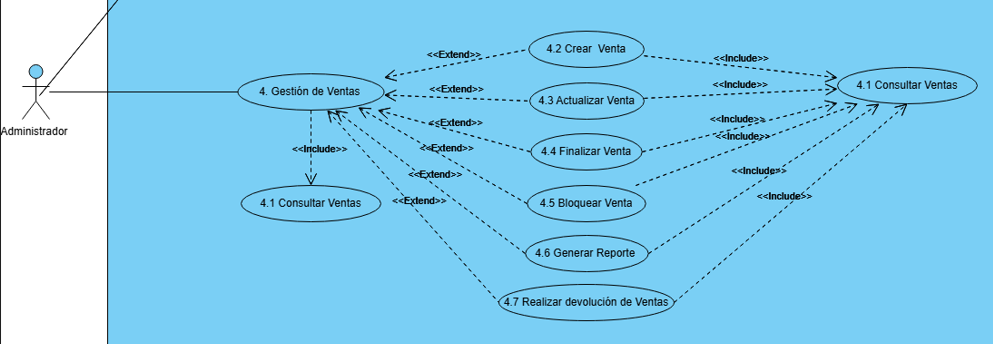 4.2 Crear Venta
<<Extend>>
<<Include>>
4. Gestión de Ventas
<<Extend>>
4.3 Actualizar Venta
<<Include>>
4.1 Consultar Ventas
Administrador
<<Extend>>
<<Include>>
<<Include>>
<<Extend>>
4.4 Finalizar Venta
<<Include>>
<<Extend>>
<<Include>>
4.1 Consultar Ventas
<<Extend>>
4.5 Bloquear Venta
<<Include>>
4.6 Generar Reporte
4.7 Realizar devolución de Ventas